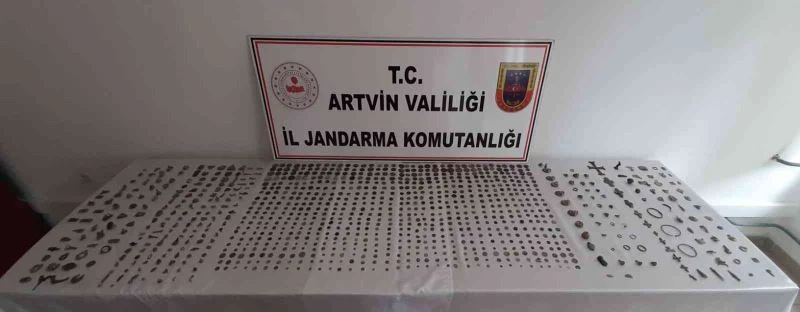 T.C.
ARTVİN VALİLİĞİ
İL JANDARMA KOMUTANLIĞI